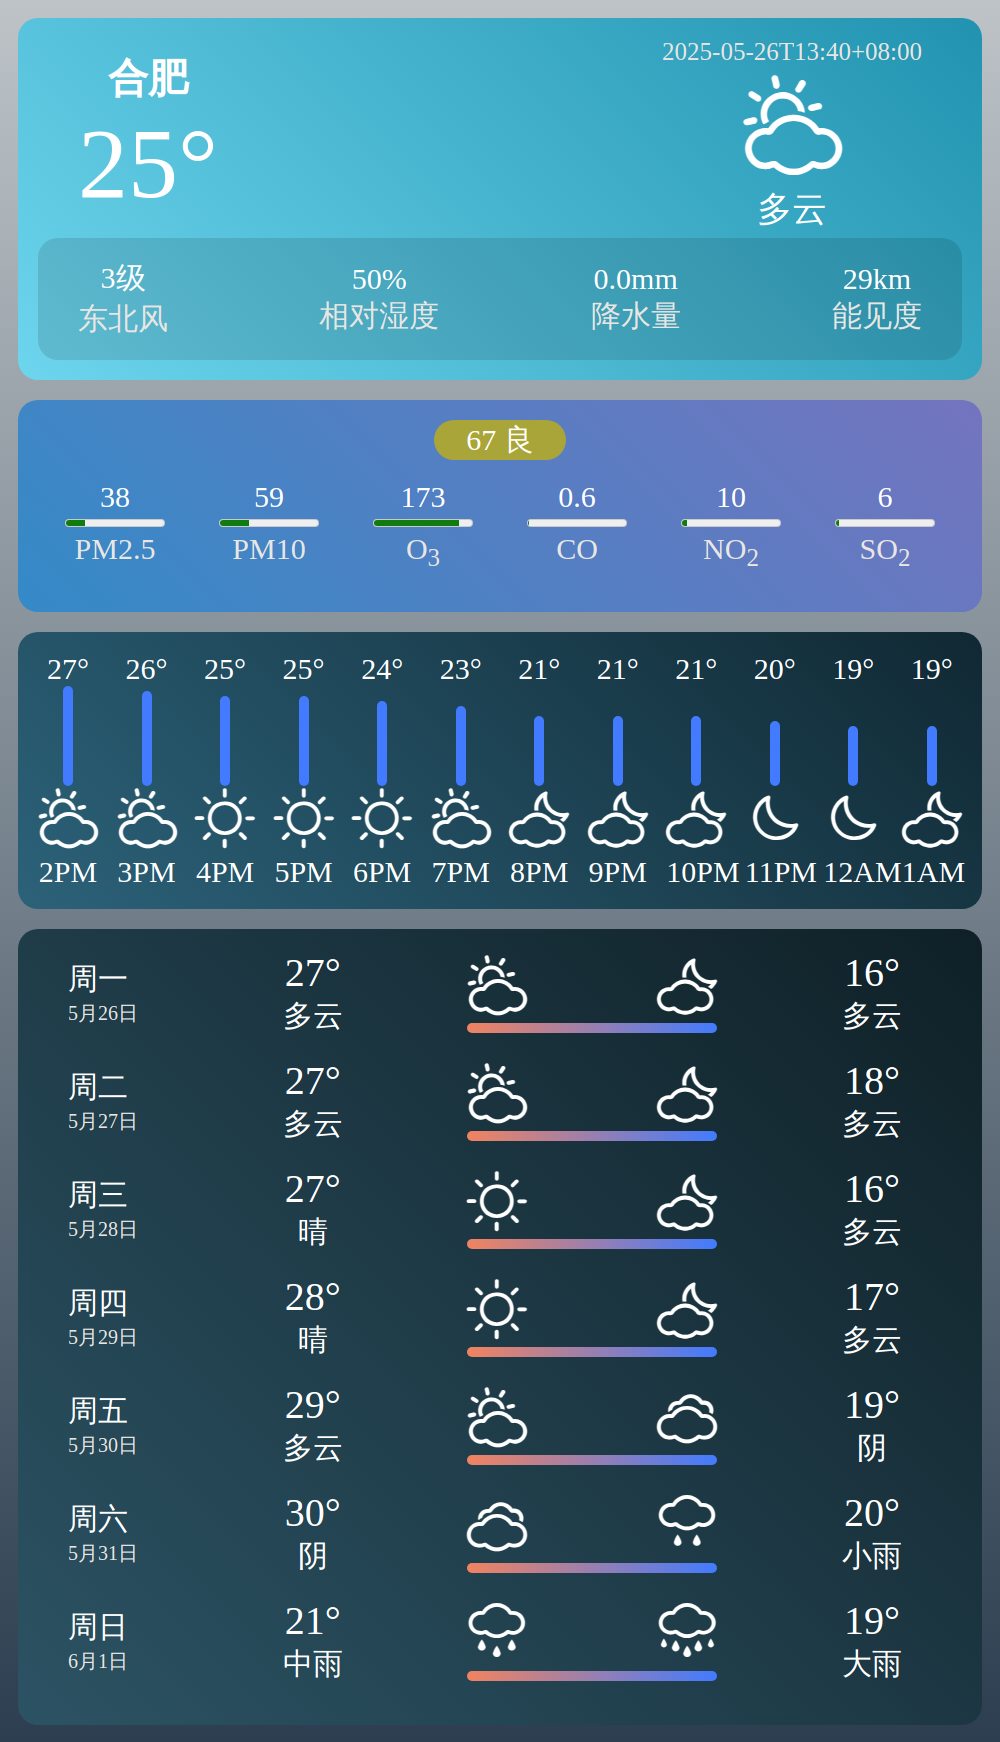 合肥
25°
2025-05-26T13:40+08:00
多云
3级 50% 0.0mm 29km
东北风 相对湿度 降水量 能见度
67 良
38 59 173 0.6 10 6
PM2.5 PM10 O3 CO NO2 SO2
27° 26° 25° 25° 24° 23° 21° 21° 21° 20° 19° 19°
2PM 3PM 4PM 5PM 6PM 7PM 8PM 9PM 10PM 11PM 12AM 1AM
周一 27° 16°
5月26日 多云 多云
周二 27° 18°
5月27日 多云 多云
周三 27° 16°
5月28日 晴 多云
周四 28° 17°
5月29日 晴 多云
周五 29° 19°
5月30日 多云 阴
周六 30° 20°
5月31日 阴 小雨
周日 21° 19°
6月1日 中雨 大雨